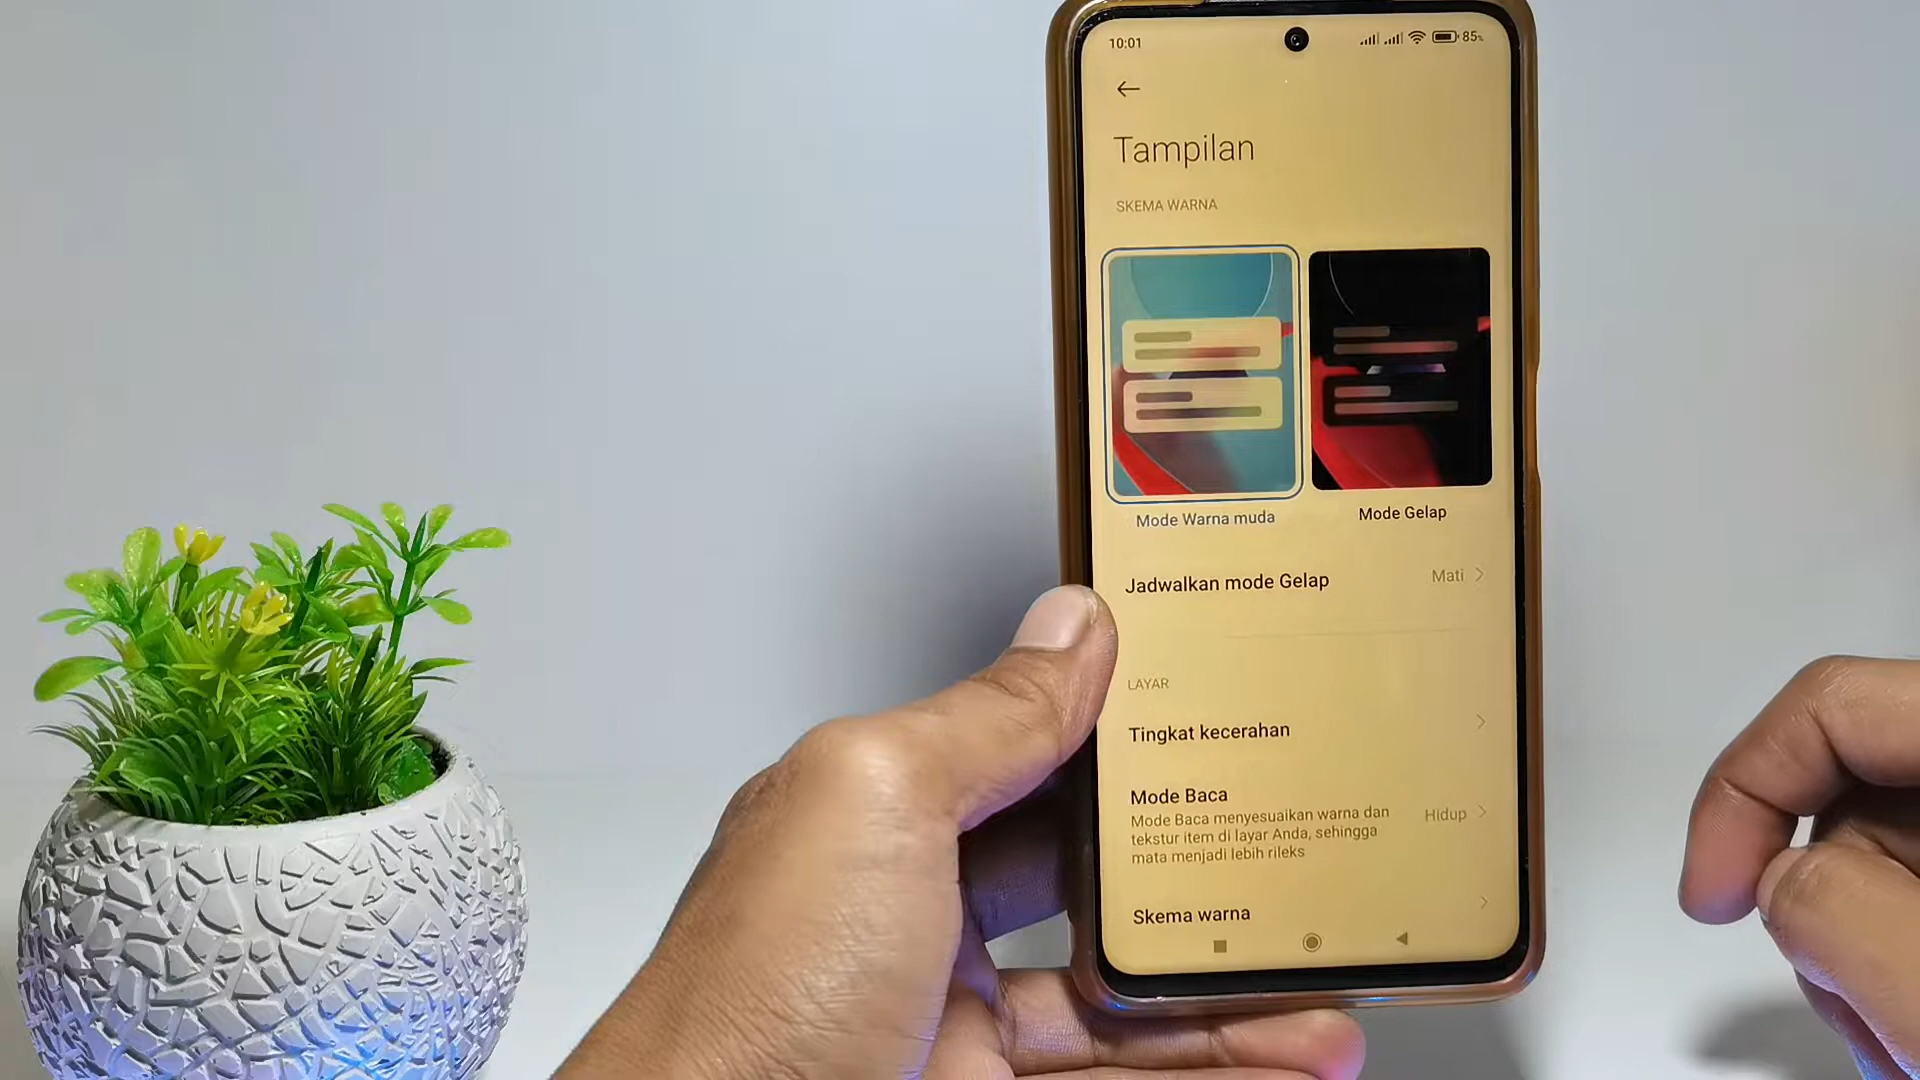 10:01
85%
Tampilan
SKEMA WARNA
Mode Warna muda
Mode Gelap
Jadwalkan mode Gelap
Mati
LAYAR
Tingkat kecerahan
Mode Baca
Mode Baca menyesuaikan warna dan
tekstur item di layar Anda, sehingga
mata menjadi lebih rileks
Hidup
Skema warna